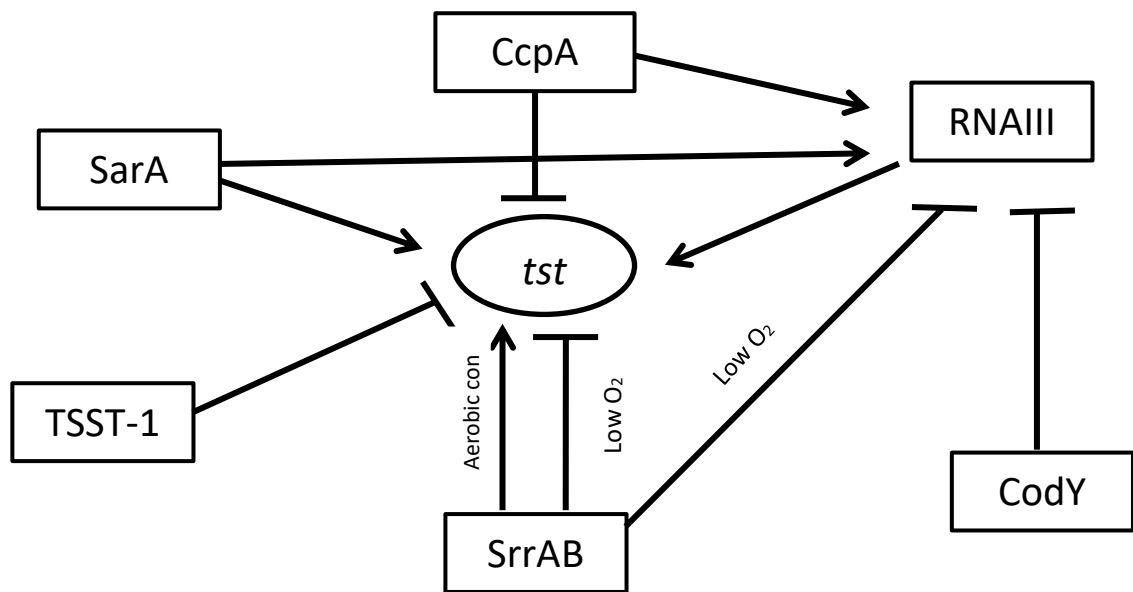 CcpA
RNAIII
SarA
tst
Low O₂
Aerobic con
Low O₂
TSST-1
CodY
SrrAB